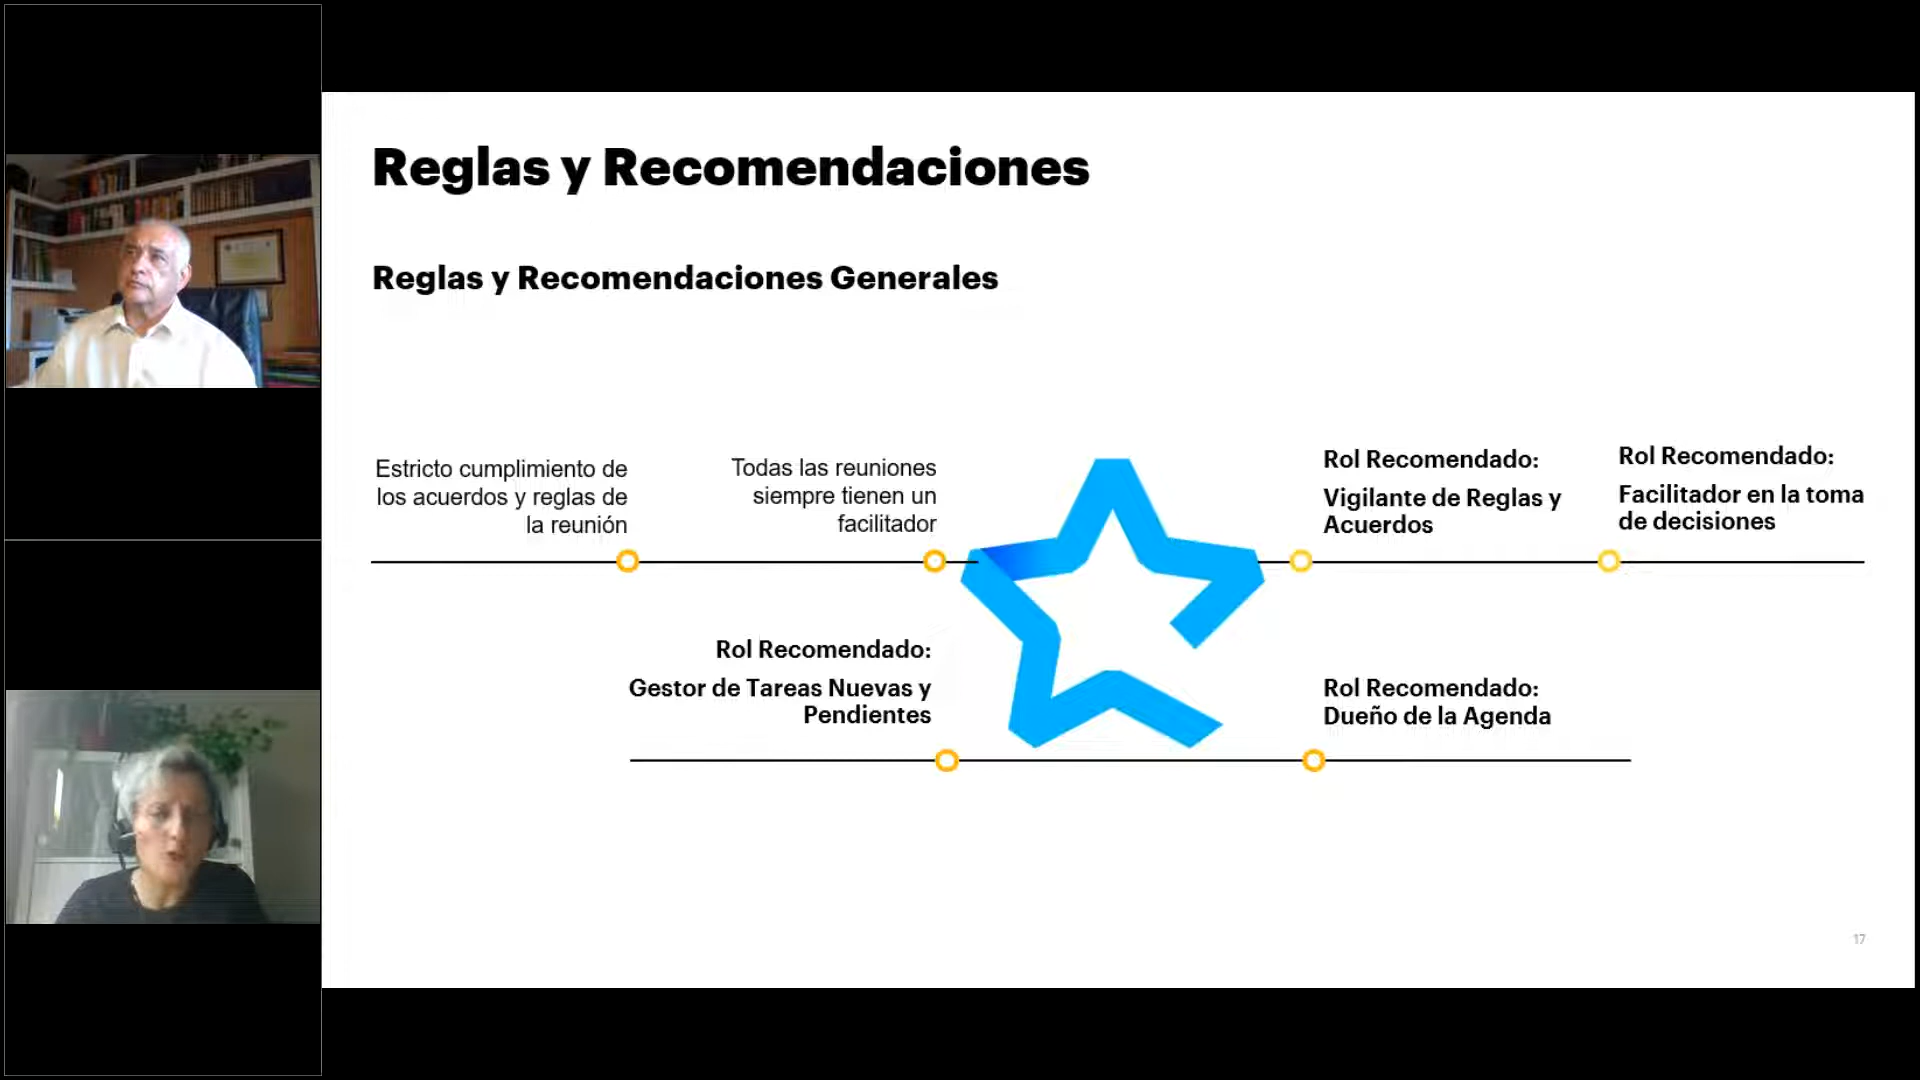 Reglas y Recomendaciones
Reglas y Recomendaciones Generales
Estricto cumplimiento de
los acuerdos y reglas de
la reunión
Todas las reuniones
siempre tienen un
facilitador
Rol Recomendado:
Vigilante de Reglas y
Acuerdos
Rol Recomendado:
Facilitador en la toma
de decisiones
Rol Recomendado:
Gestor de Tareas Nuevas y
Pendientes
Rol Recomendado:
Dueño de la Agenda
17